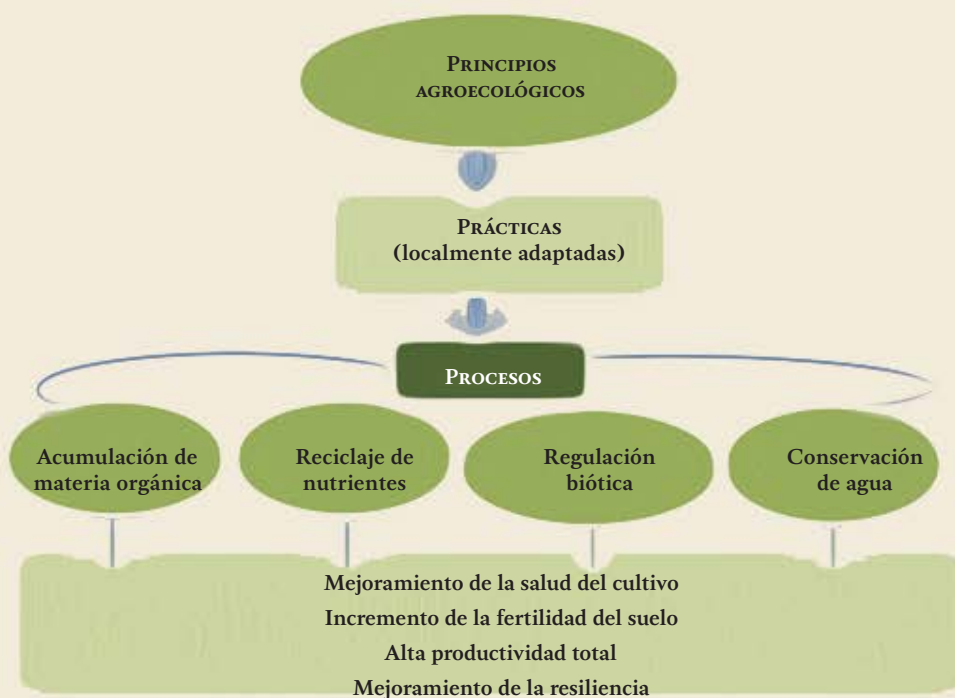 PRINCIPIOS
AGROECOLÓGICOS
PRÁCTICAS
(localmente adaptadas)
PROCESOS
Acumulación de
materia orgánica
Reciclaje de
nutrientes
Regulación
biótica
Conservación
de agua
Mejoramiento de la salud del cultivo
Incremento de la fertilidad del suelo
Alta productividad total
Mejoramiento de la resiliencia